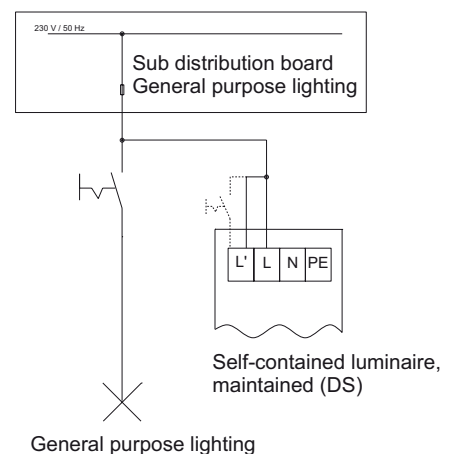 230 V / 50 Hz
Sub distribution board
General purpose lighting
L' L N PE
Self-contained luminaire,
maintained (DS)
General purpose lighting